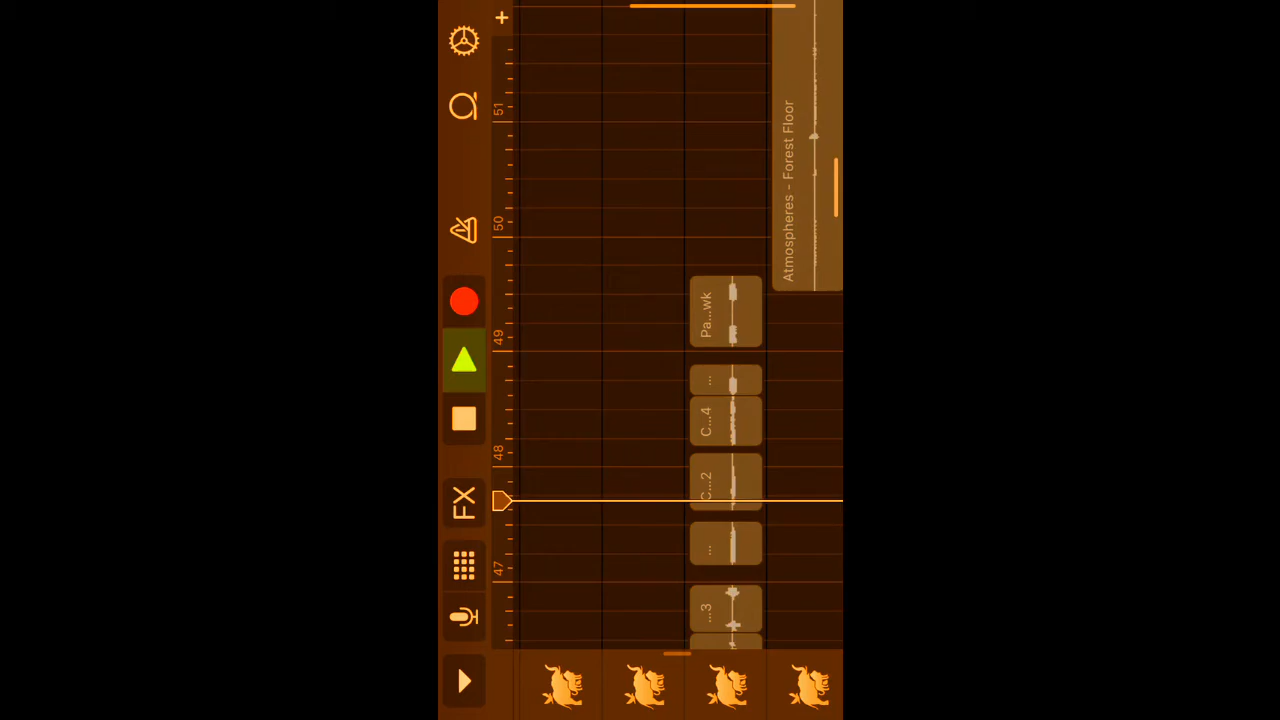 FX
47
48
49
50
51
...3
...
C...2
C...4
...
Pa...wk
Atmospheres - Forest Floor